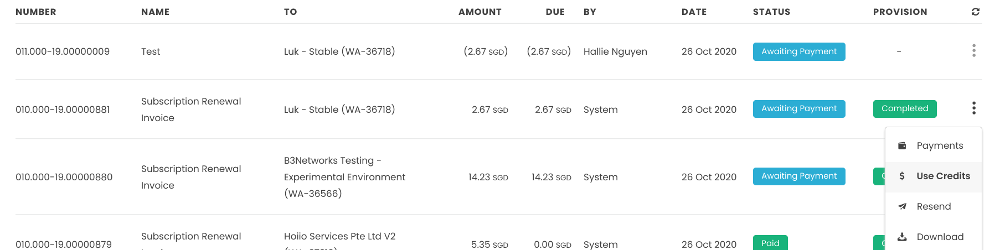 NUMBER NAME TO AMOUNT DUE BY DATE STATUS PROVISION
011.000-19.00000009 Test Luk - Stable (WA-36718) (2.67 SGD) (2.67 SGD) Hallie Nguyen 26 Oct 2020 Awaiting Payment -
Subscription Renewal
010.000-19.00000881 Luk - Stable (WA-36718) 2.67 SGD 2.67 SGD System 26 Oct 2020 Awaiting Payment Completed
Invoice
Payments
B3Networks Testing -
Subscription Renewal
010.000-19.00000880 Experimental Environment 14.23 SGD 14.23 SGD System 26 Oct 2020 Awaiting Payment $ Use Credits
Invoice
(WA-36566)
Resend
Subscription Renewal Hoiio Services Pte Ltd V2 Download
010.000-19.00000879 5.35 SGD 0.00 SGD System 26 Oct 2020 Paid